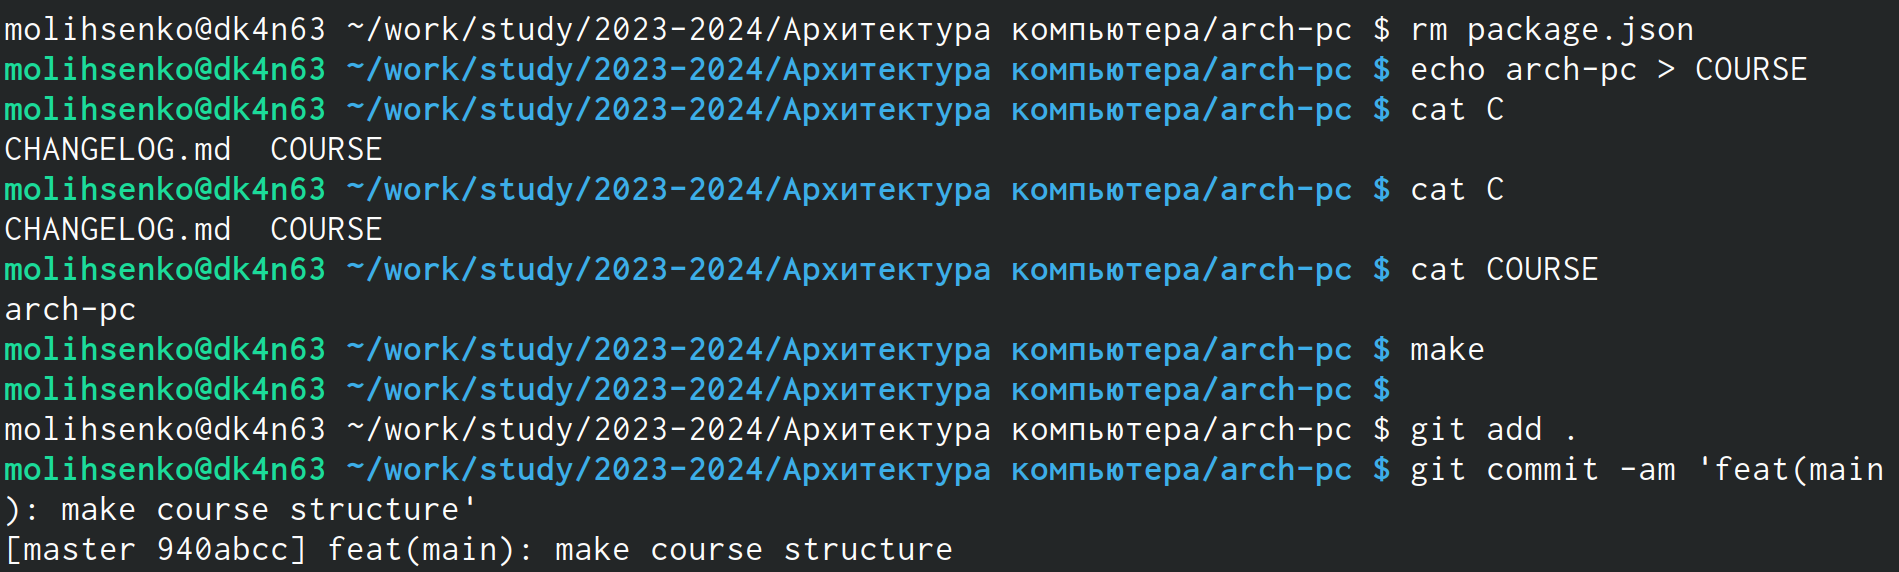 molihsenko@dk4n63 ~/work/study/2023-2024/Архитектура компьютера/arch-pc $ rm package.json
molihsenko@dk4n63 ~/work/study/2023-2024/Архитектура компьютера/arch-pc $ echo arch-pc > COURSE
molihsenko@dk4n63 ~/work/study/2023-2024/Архитектура компьютера/arch-pc $ cat C
CHANGELOG.md  COURSE
molihsenko@dk4n63 ~/work/study/2023-2024/Архитектура компьютера/arch-pc $ cat C
CHANGELOG.md  COURSE
molihsenko@dk4n63 ~/work/study/2023-2024/Архитектура компьютера/arch-pc $ cat COURSE
arch-pc
molihsenko@dk4n63 ~/work/study/2023-2024/Архитектура компьютера/arch-pc $ make
molihsenko@dk4n63 ~/work/study/2023-2024/Архитектура компьютера/arch-pc $
molihsenko@dk4n63 ~/work/study/2023-2024/Архитектура компьютера/arch-pc $ git add .
molihsenko@dk4n63 ~/work/study/2023-2024/Архитектура компьютера/arch-pc $ git commit -am 'feat(main
): make course structure'
[master 940abcc] feat(main): make course structure